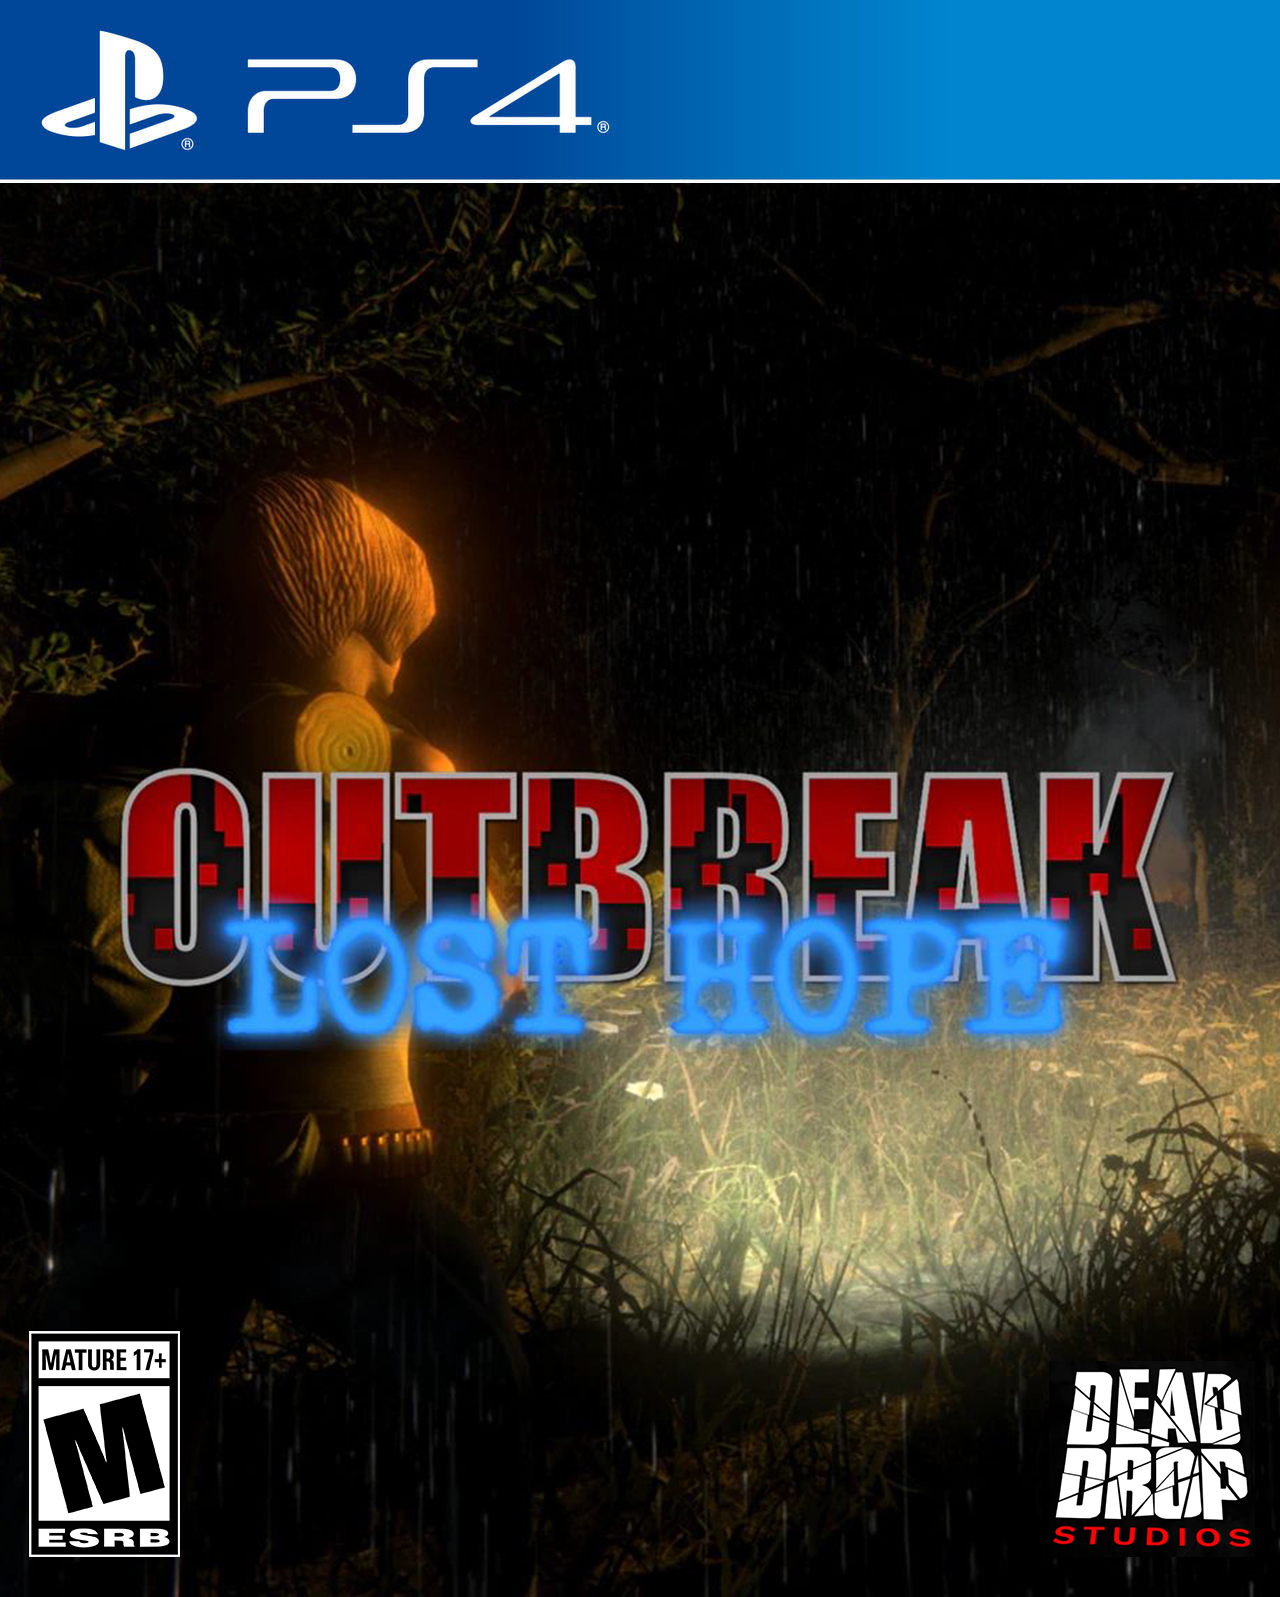 PS4®
OUTBREAK
LOST HOPE
MATURE 17+
M
ESRB
DEAD
DROP
STUDIOS